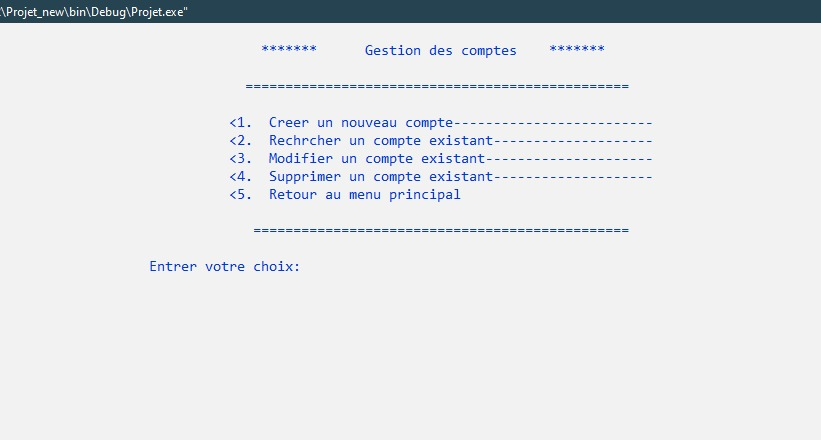 \Projet_new\bin\Debug\Projet.exe"
******* Gestion des comptes *******
================================================
<1. Creer un nouveau compte-------------------------
<2. Rechrcher un compte existant--------------------
<3. Modifier un compte existant---------------------
<4. Supprimer un compte existant--------------------
<5. Retour au menu principal
===============================================
Entrer votre choix: